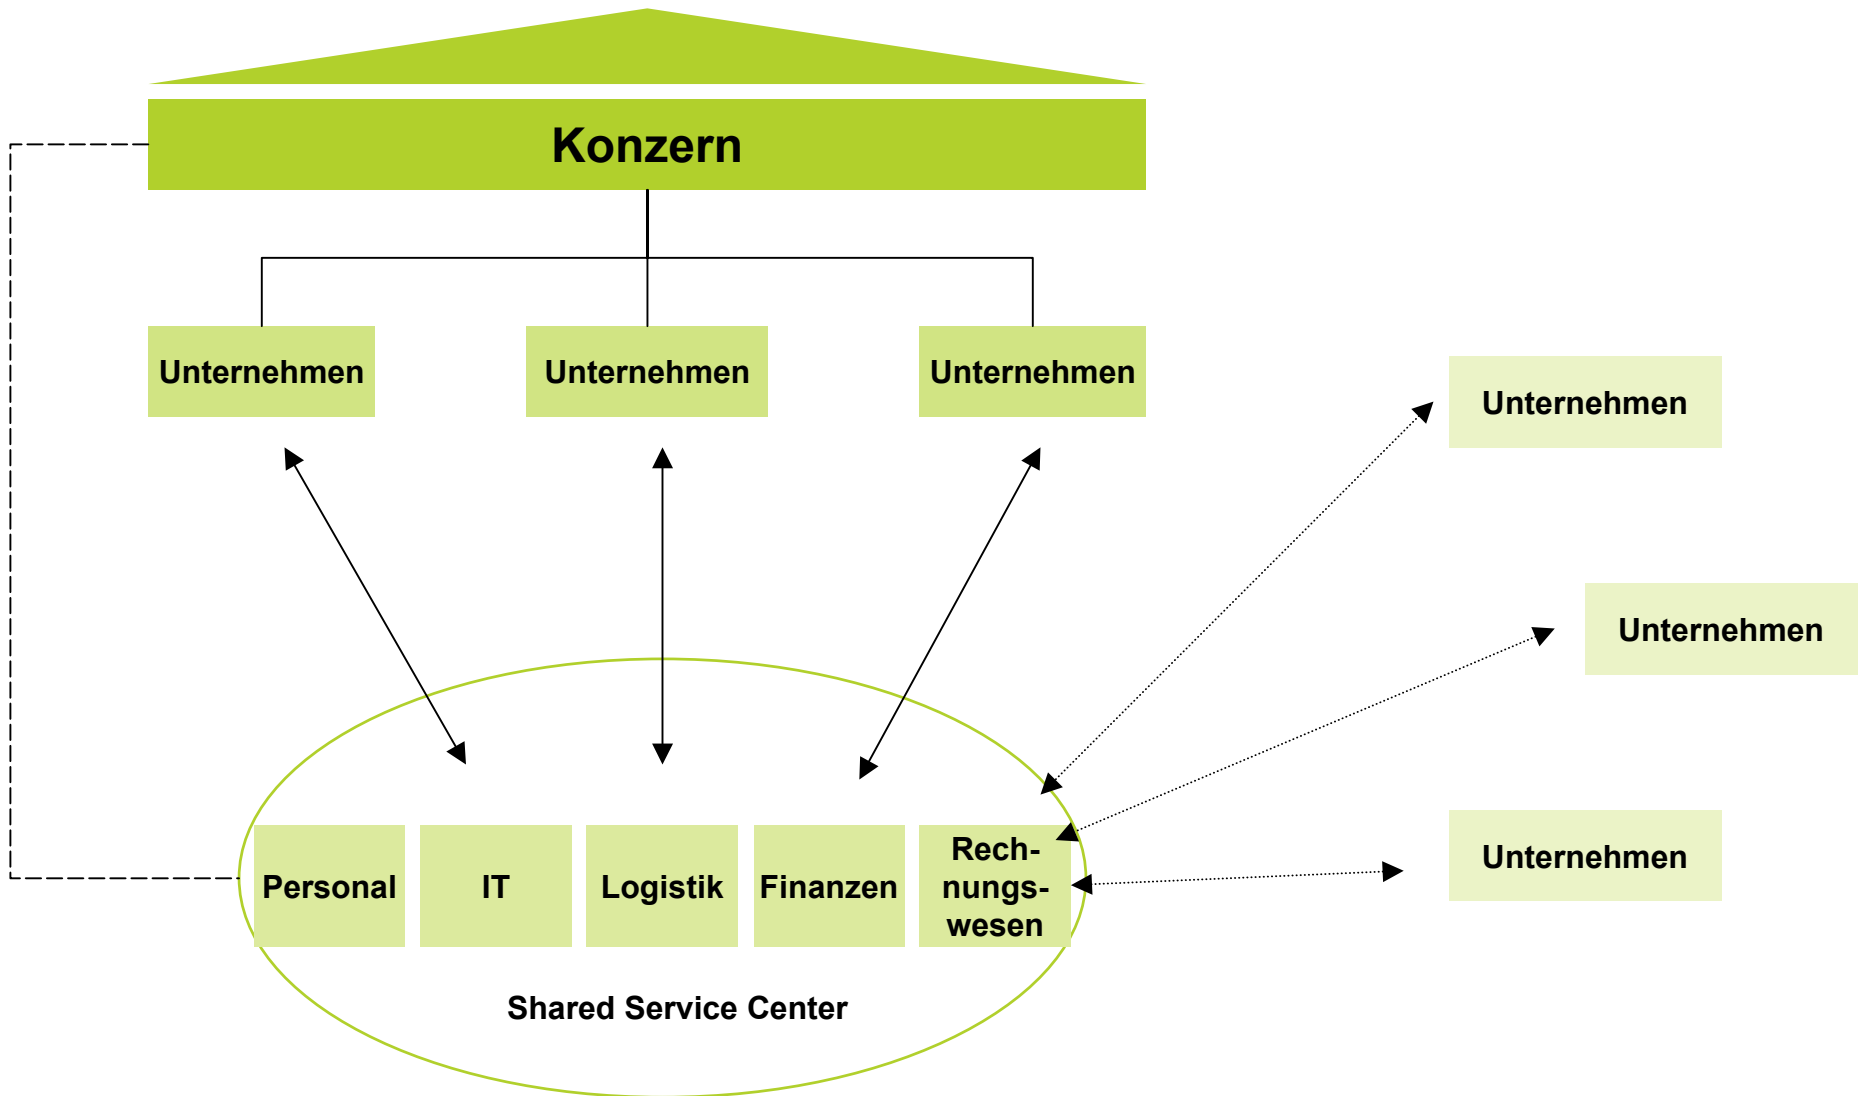 Konzern
Unternehmen
Unternehmen
Unternehmen
Unternehmen
Unternehmen
Unternehmen
Personal
IT
Logistik
Finanzen
Rech-
nungs-
wesen
Shared Service Center